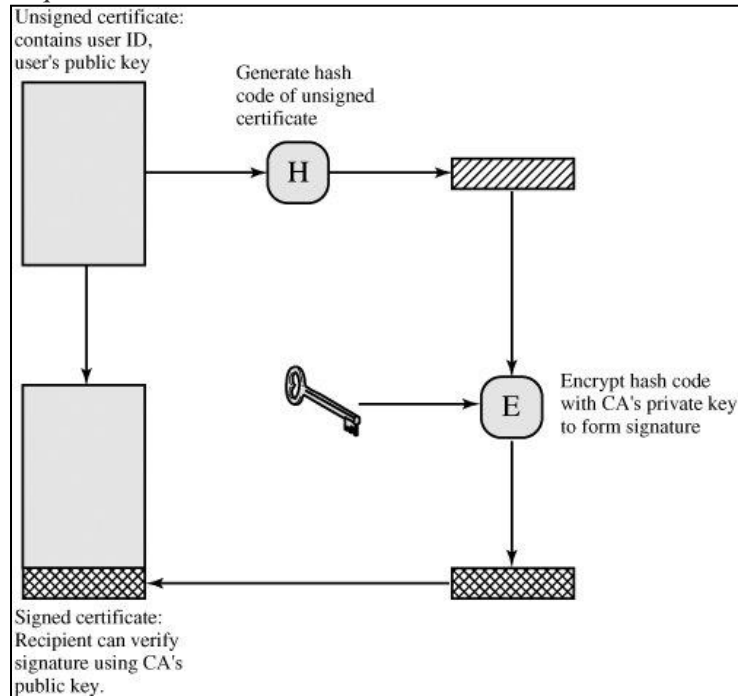 Unsigned certificate:
contains user ID,
user's public key
Generate hash
code of unsigned
certificate
H
E
Encrypt hash code
with CA's private key
to form signature
Signed certificate:
Recipient can verify
signature using CA's
public key.